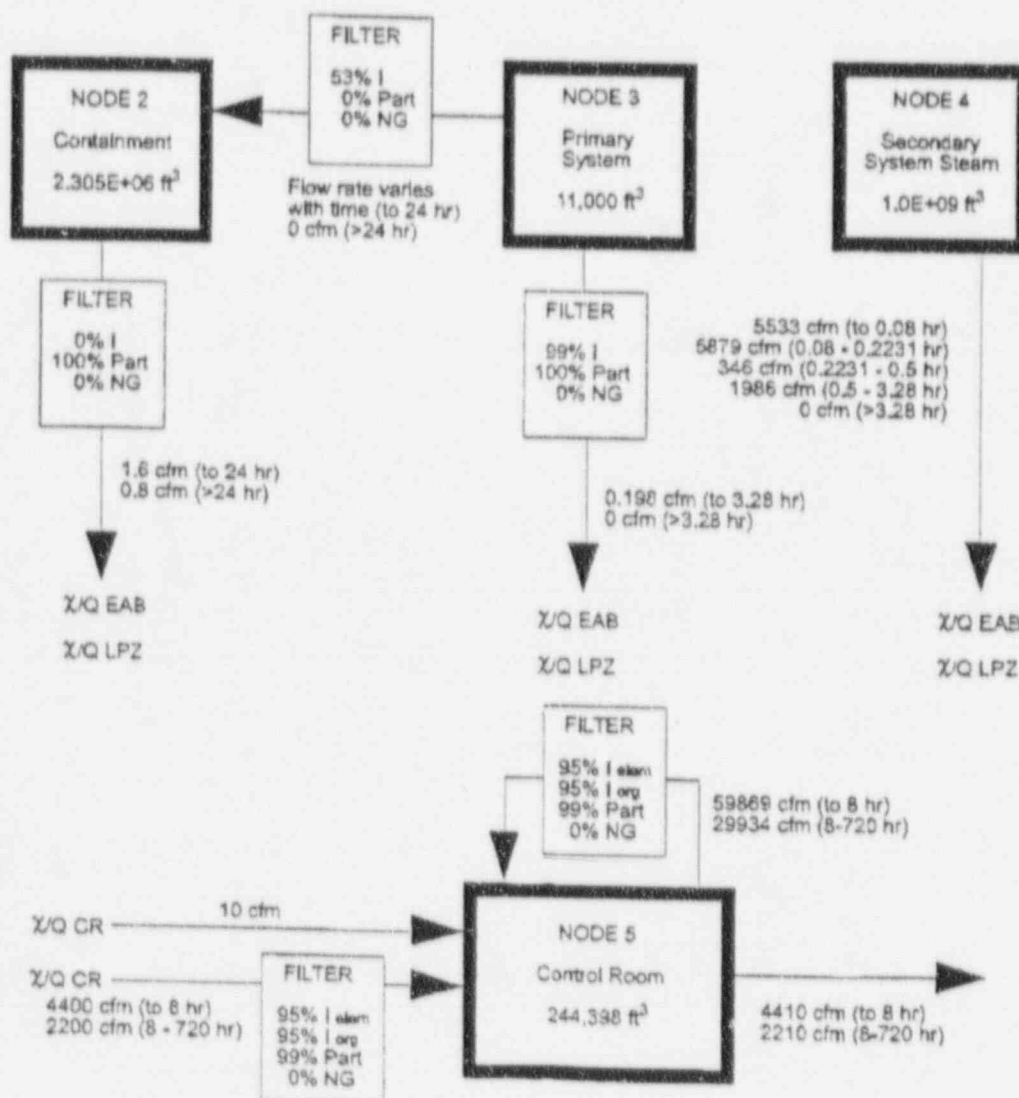 FILTER
53% I
0% Part
0% NG
NODE 2
Containment
2.305E+06 ft³
NODE 3
Primary
System
11,000 ft³
NODE 4
Secondary
System Steam
1.0E+09 ft³
Flow rate varies
with time (to 24 hr)
0 cfm (>24 hr)
FILTER
0% I
100% Part
0% NG
FILTER
99% I
100% Part
0% NG
5533 cfm (to 0.08 hr)
5879 cfm (0.08 - 0.2231 hr)
346 cfm (0.2231 - 0.5 hr)
1986 cfm (0.5 - 3.28 hr)
0 cfm (>3.28 hr)
1.6 cfm (to 24 hr)
0.8 cfm (>24 hr)
0.198 cfm (to 3.28 hr)
0 cfm (>3.28 hr)
χ/Q EAB
χ/Q LPZ
χ/Q EAB
χ/Q LPZ
χ/Q EAB
χ/Q LPZ
FILTER
95% I elem
95% I org
99% Part
0% NG
59869 cfm (to 8 hr)
29934 cfm (8-720 hr)
χ/Q CR
10 cfm
χ/Q CR
4400 cfm (to 8 hr)
2200 cfm (8 - 720 hr)
FILTER
95% I elem
95% I org
99% Part
0% NG
NODE 5
Control Room
244,398 ft³
4410 cfm (to 8 hr)
2210 cfm (8-720 hr)